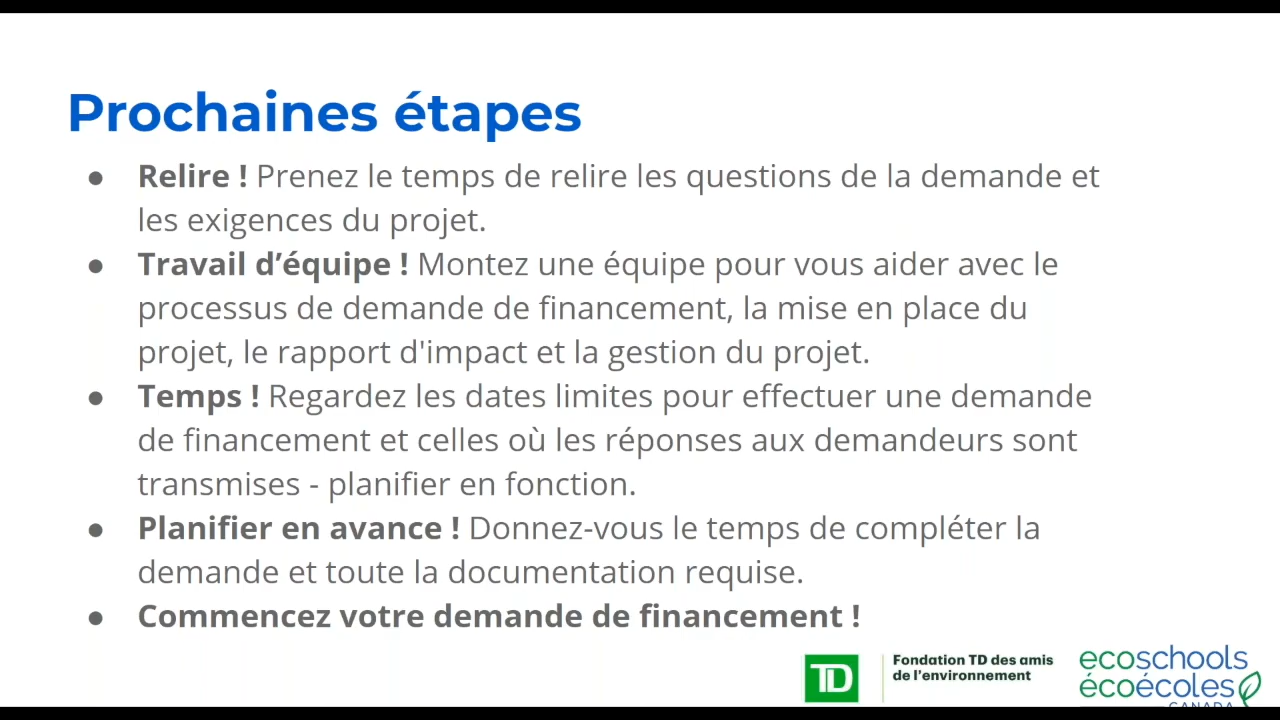 Prochaines étapes
● Relire ! Prenez le temps de relire les questions de la demande et
les exigences du projet.
● Travail d’équipe ! Montez une équipe pour vous aider avec le
processus de demande de financement, la mise en place du
projet, le rapport d'impact et la gestion du projet.
● Temps ! Regardez les dates limites pour effectuer une demande
de financement et celles où les réponses aux demandeurs sont
transmises - planifier en fonction.
● Planifier en avance ! Donnez-vous le temps de compléter la
demande et toute la documentation requise.
● Commencez votre demande de financement !
TD
Fondation TD des amis
de l’environnement
ecoschools
écoécoles
CANADA